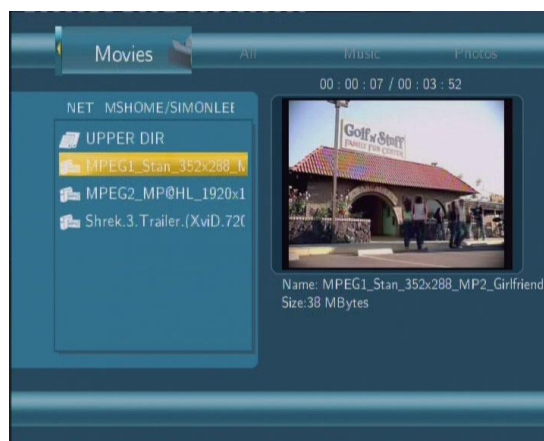 Movies All Music Photos
00 : 00 : 07 / 00 : 03 : 52
NET MSHOME/SIMONLEE
UPPER DIR
MPEG1_Stan_352x288_M
MPEG2_MP@HL_1920x1
Shrek.3.Trailer.(XviD.720
Golf n' Stuff
FAMILY FUN CENTER
Name: MPEG1_Stan_352x288_MP2_Girlfriend
Size:38 MBytes